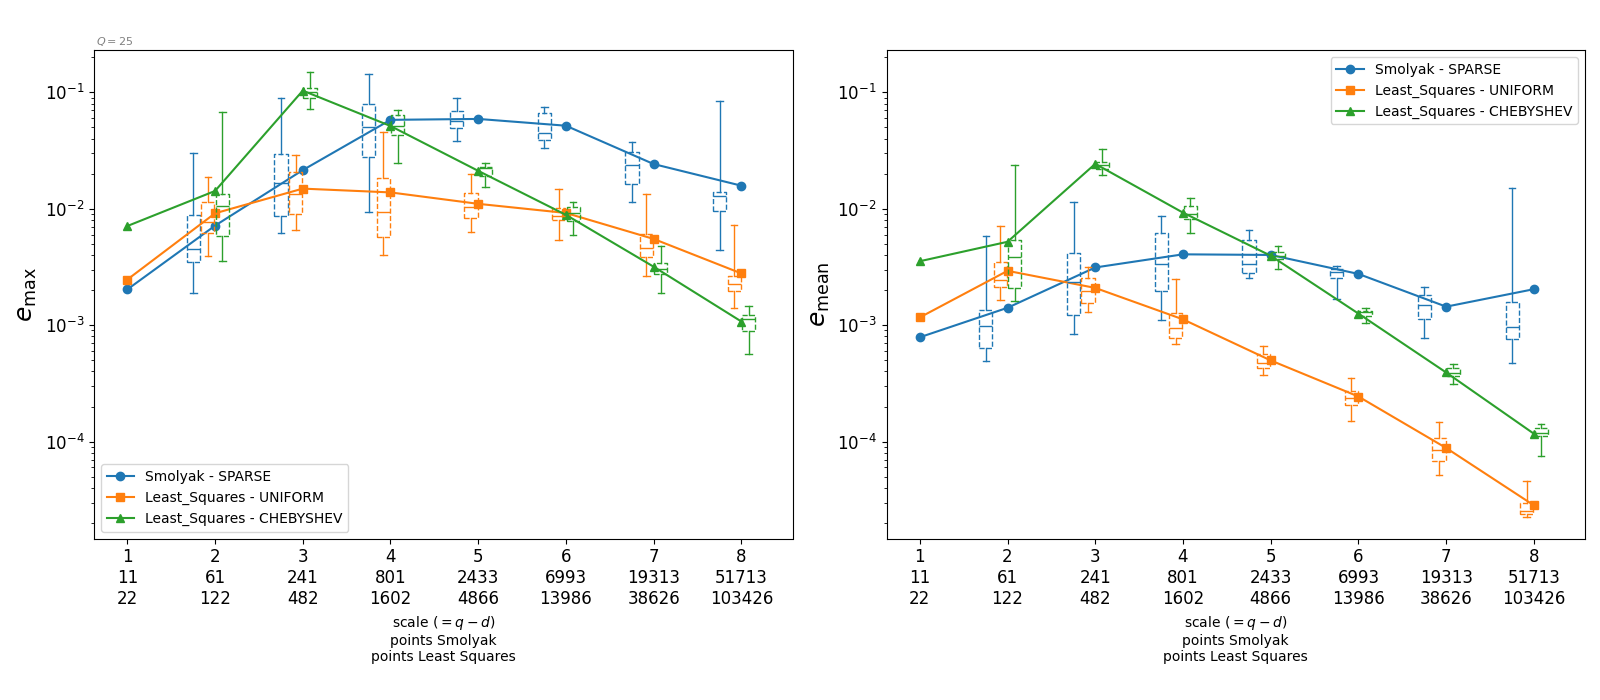 Q = 25
e_max
10⁻¹
10⁻²
10⁻³
10⁻⁴
Smolyak - SPARSE
Least_Squares - UNIFORM
Least_Squares - CHEBYSHEV
1 2 3 4 5 6 7 8
11 61 241 801 2433 6993 19313 51713
22 122 482 1602 4866 13986 38626 103426
scale (= q − d)
points Smolyak
points Least Squares
e_mean
10⁻¹
10⁻²
10⁻³
10⁻⁴
Smolyak - SPARSE
Least_Squares - UNIFORM
Least_Squares - CHEBYSHEV
1 2 3 4 5 6 7 8
11 61 241 801 2433 6993 19313 51713
22 122 482 1602 4866 13986 38626 103426
scale (= q − d)
points Smolyak
points Least Squares